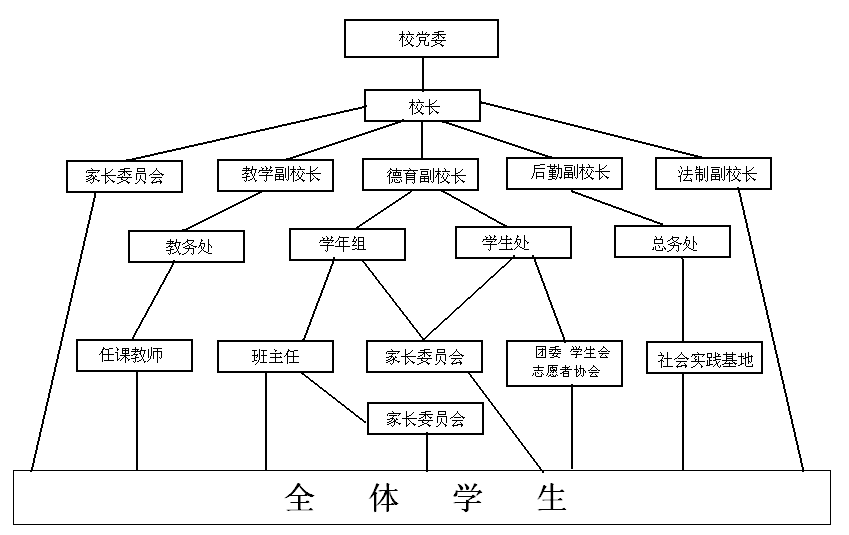 校党委
校长
家长委员会
教学副校长
德育副校长
后勤副校长
法制副校长
教务处
学年组
学生处
总务处
任课教师
班主任
家长委员会
团委 学生会
志愿者协会
社会实践基地
家长委员会
全 体 学 生